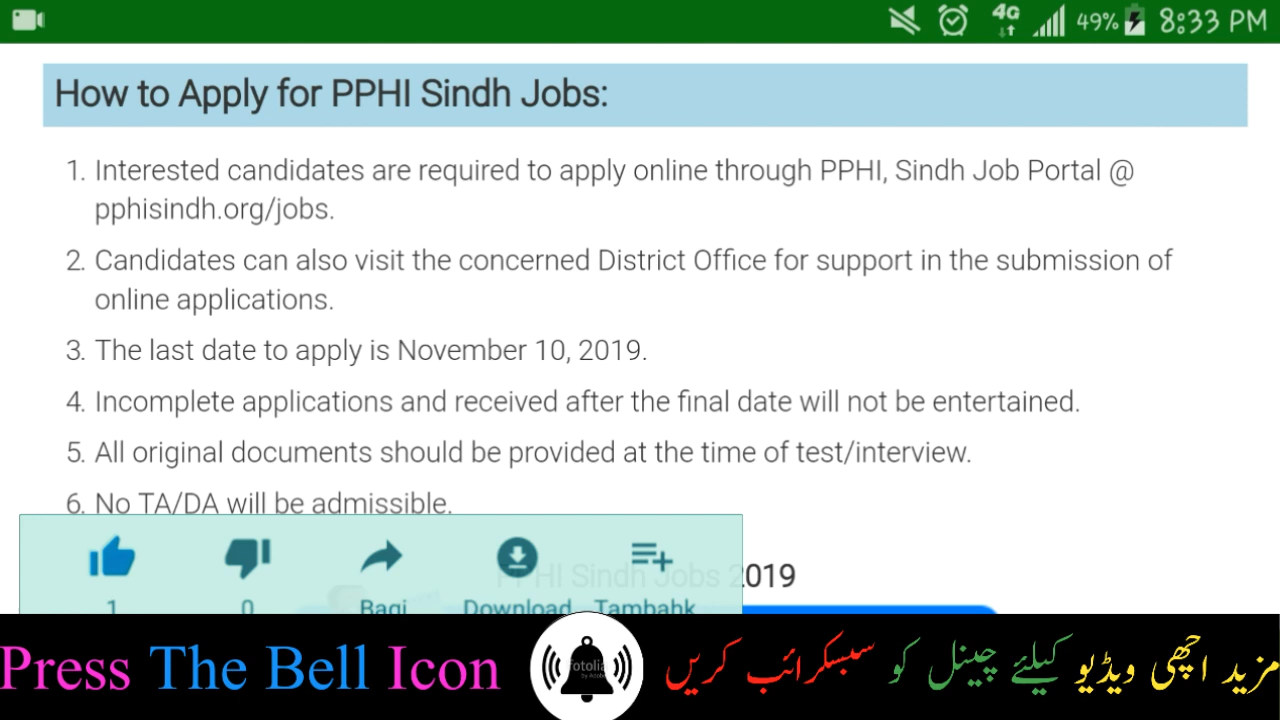 4G 49% 8:33 PM
How to Apply for PPHI Sindh Jobs:
1. Interested candidates are required to apply online through PPHI, Sindh Job Portal @
pphisindh.org/jobs.
2. Candidates can also visit the concerned District Office for support in the submission of
online applications.
3. The last date to apply is November 10, 2019.
4. Incomplete applications and received after the final date will not be entertained.
5. All original documents should be provided at the time of test/interview.
6. No TA/DA will be admissible.
PPHI Sindh Jobs 2019
1 0 Bagi Download Tambahk
Press The Bell Icon
fotolia
by Adobe
مزید اچھی ویڈیو کیلئے چینل کو سبسکرائب کریں